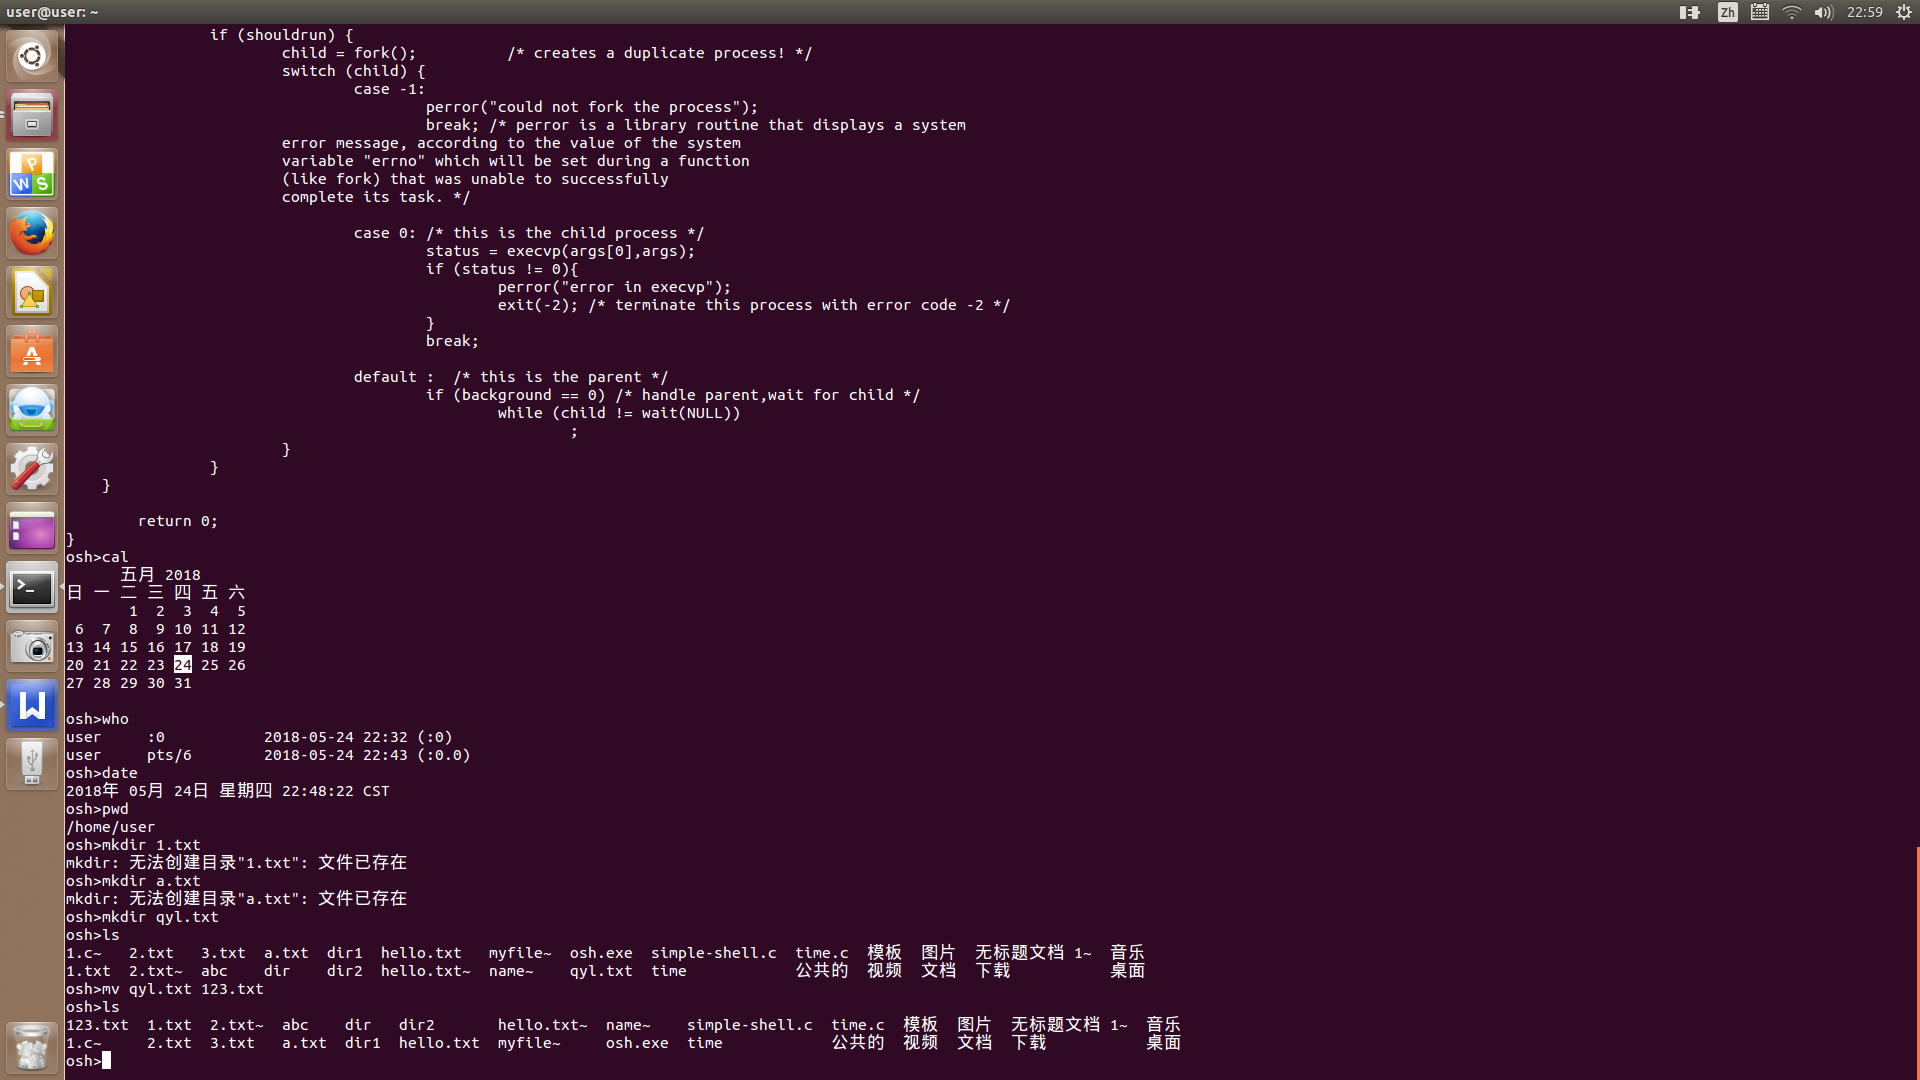 user@user: ~
Zh
22:59
if (shouldrun) {
child = fork();          /* creates a duplicate process! */
switch (child) {
case -1:
perror("could not fork the process");
break; /* perror is a library routine that displays a system
error message, according to the value of the system
variable "errno" which will be set during a function
(like fork) that was unable to successfully
complete its task. */
case 0: /* this is the child process */
status = execvp(args[0],args);
if (status != 0){
perror("error in execvp");
exit(-2); /* terminate this process with error code -2 */
}
break;
default :  /* this is the parent */
if (background == 0) /* handle parent,wait for child */
while (child != wait(NULL))
;
}
}
}
return 0;
}
osh>cal
五月 2018
日 一 二 三 四 五 六
1  2  3  4  5
6  7  8  9 10 11 12
13 14 15 16 17 18 19
20 21 22 23 24 25 26
27 28 29 30 31
osh>who
user     :0           2018-05-24 22:32 (:0)
user     pts/6        2018-05-24 22:43 (:0.0)
osh>date
2018年 05月 24日 星期四 22:48:22 CST
osh>pwd
/home/user
osh>mkdir 1.txt
mkdir: 无法创建目录"1.txt": 文件已存在
osh>mkdir a.txt
mkdir: 无法创建目录"a.txt": 文件已存在
osh>mkdir qyl.txt
osh>ls
1.c~   2.txt   3.txt  a.txt  dir1  hello.txt   myfile~  osh.exe  simple-shell.c  time.c  模板  图片  无标题文档 1~  音乐
1.txt  2.txt~  abc    dir    dir2  hello.txt~  name~    qyl.txt  time            公共的  视频  文档  下载           桌面
osh>mv qyl.txt 123.txt
osh>ls
123.txt  1.txt  2.txt~  abc    dir   dir2       hello.txt~  name~    simple-shell.c  time.c  模板  图片  无标题文档 1~  音乐
1.c~     2.txt  3.txt   a.txt  dir1  hello.txt  myfile~     osh.exe  time            公共的  视频  文档  下载           桌面
osh>